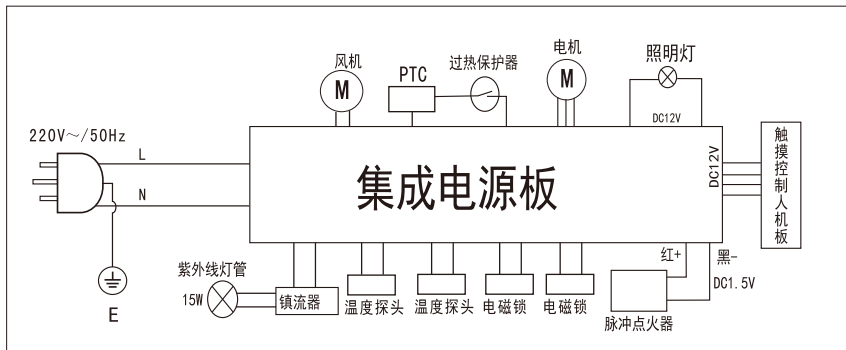 风机
M
PTC
过热保护器
电机
M
照明灯
DC12V
220V～/50Hz
L
N
E
集成电源板
DC12V
触摸控制人机板
紫外线灯管
15W
镇流器
温度探头
温度探头
电磁锁
电磁锁
红+
黑-
DC1.5V
脉冲点火器